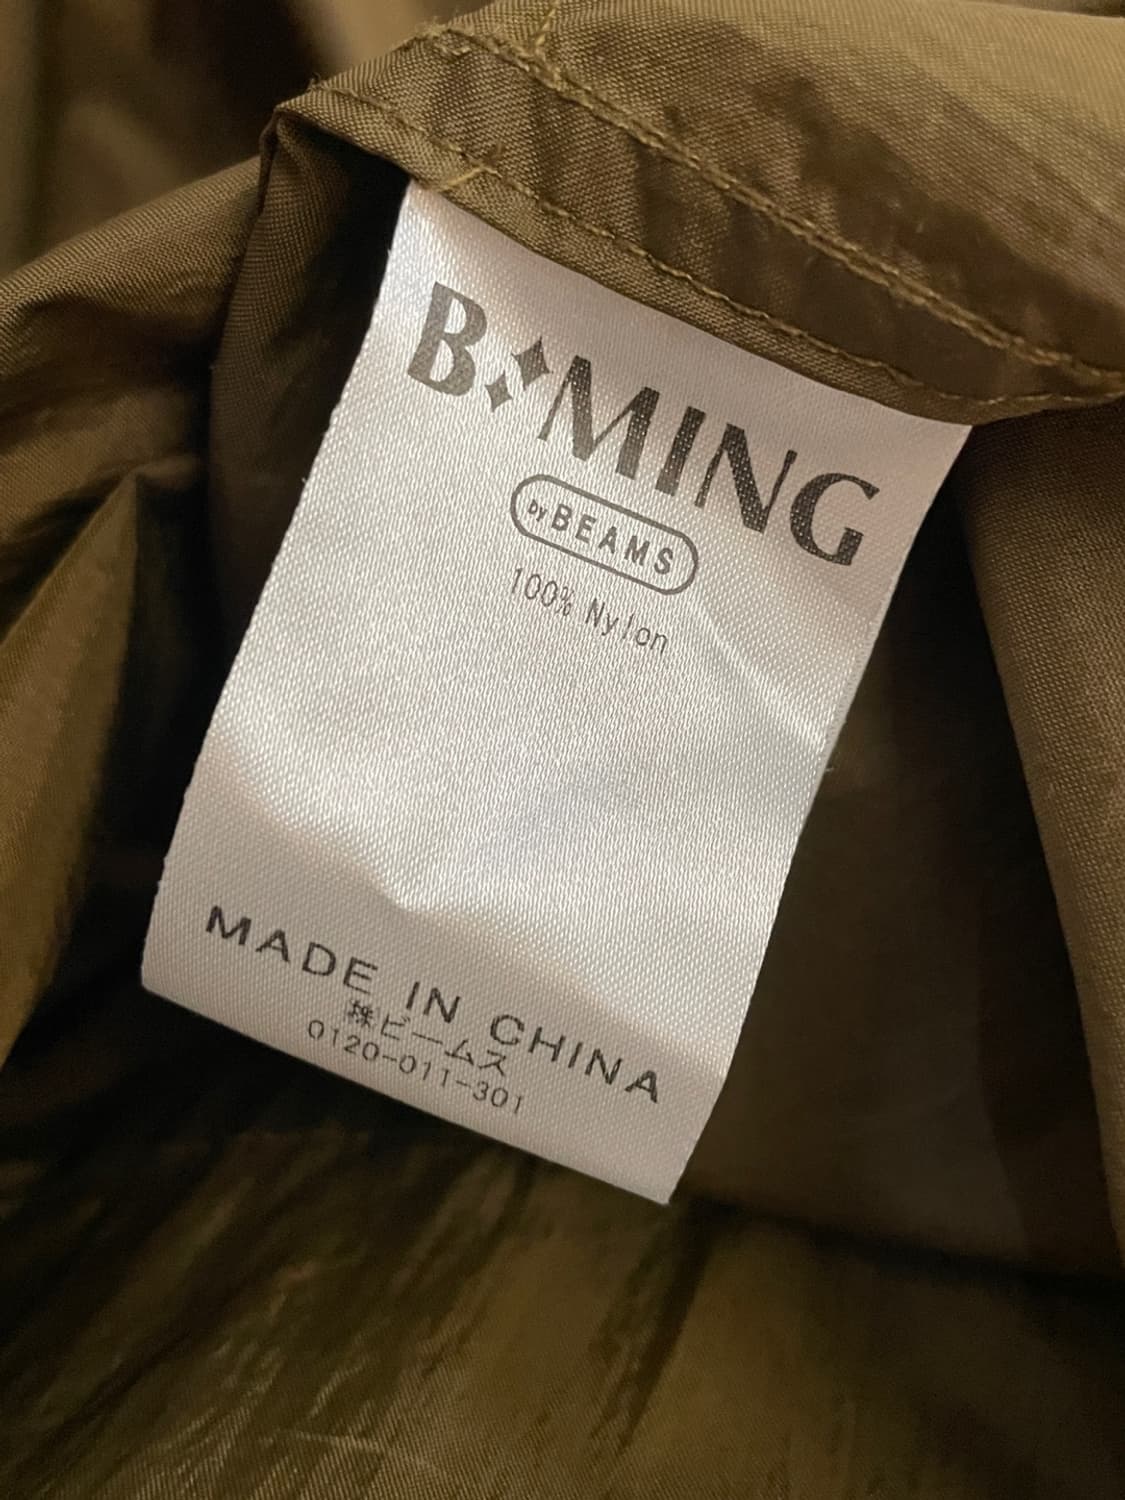 B✦MING
by BEAMS
100% Nylon
MADE IN CHINA
㈱ビームス
0120-011-301